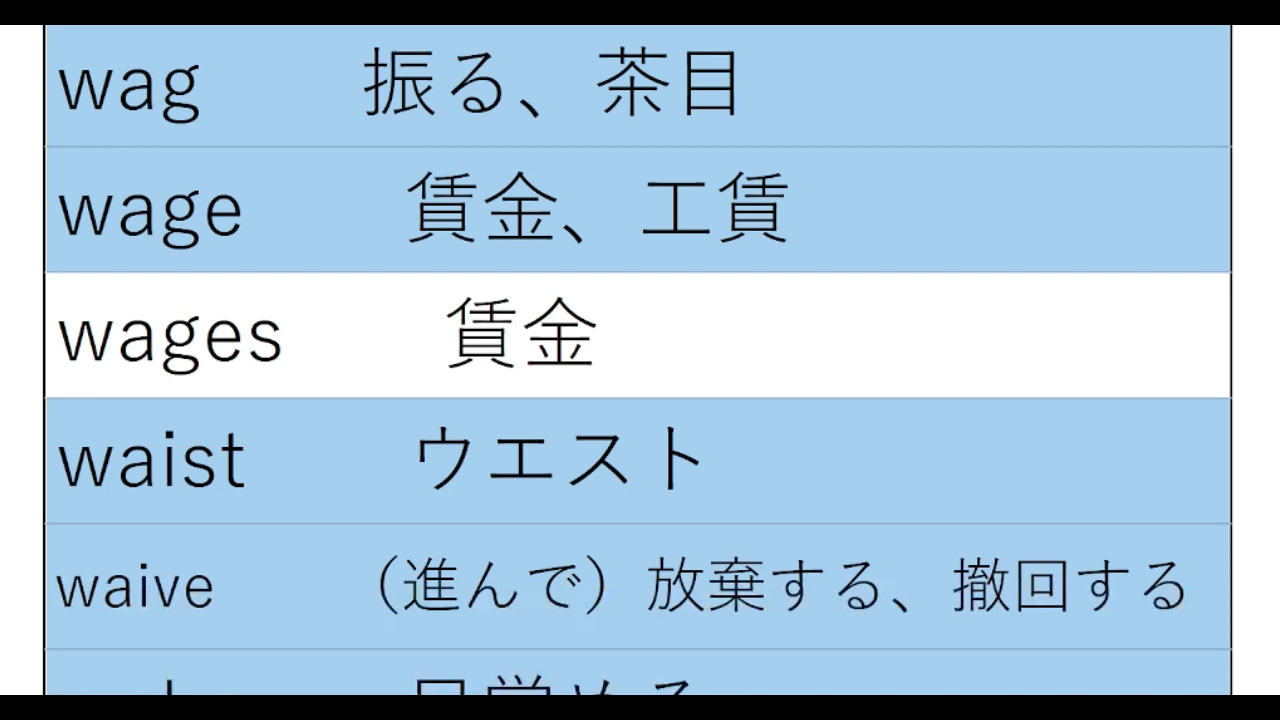 wag 振る、茶目
wage 賃金、工賃
wages 賃金
waist ウエスト
waive （進んで）放棄する、撤回する